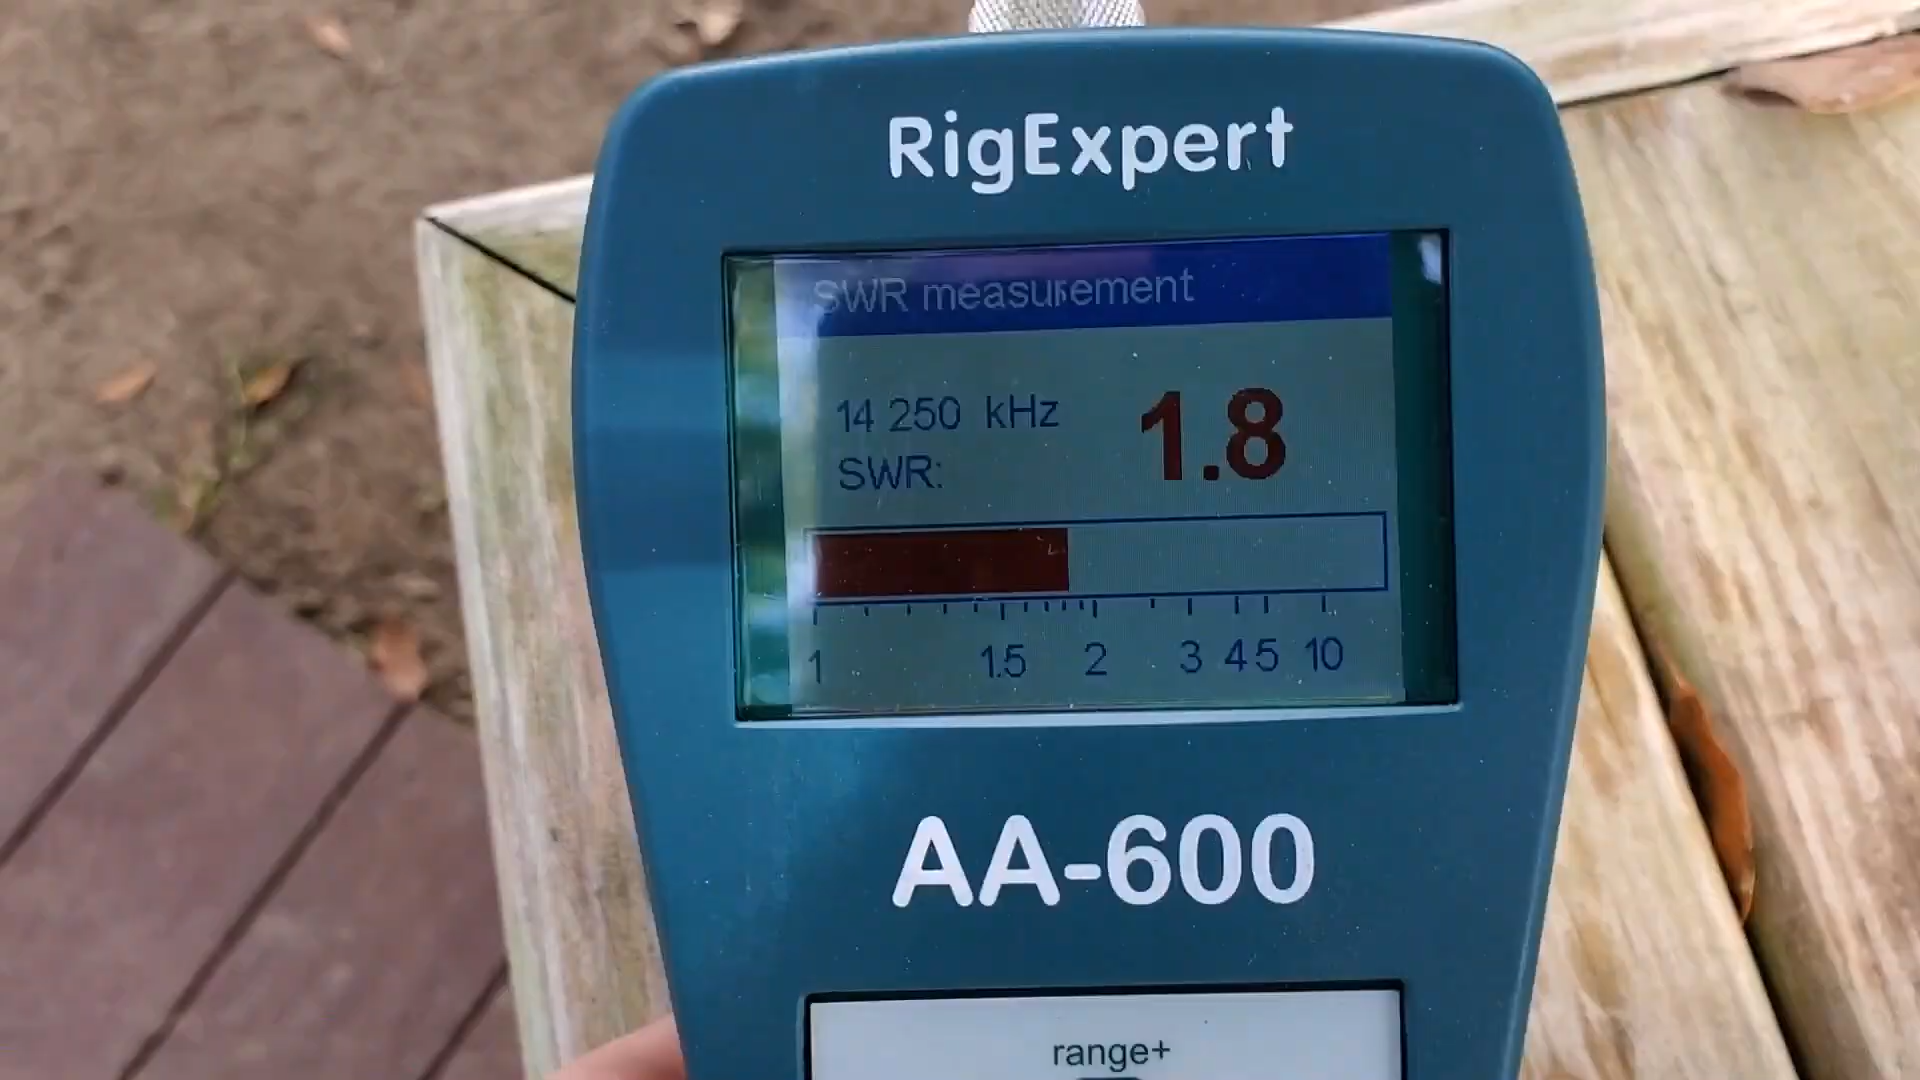 RigExpert
SWR measurement
14 250 kHz
1.8
SWR:
1 1.5 2 3 4 5 10
AA-600
range+